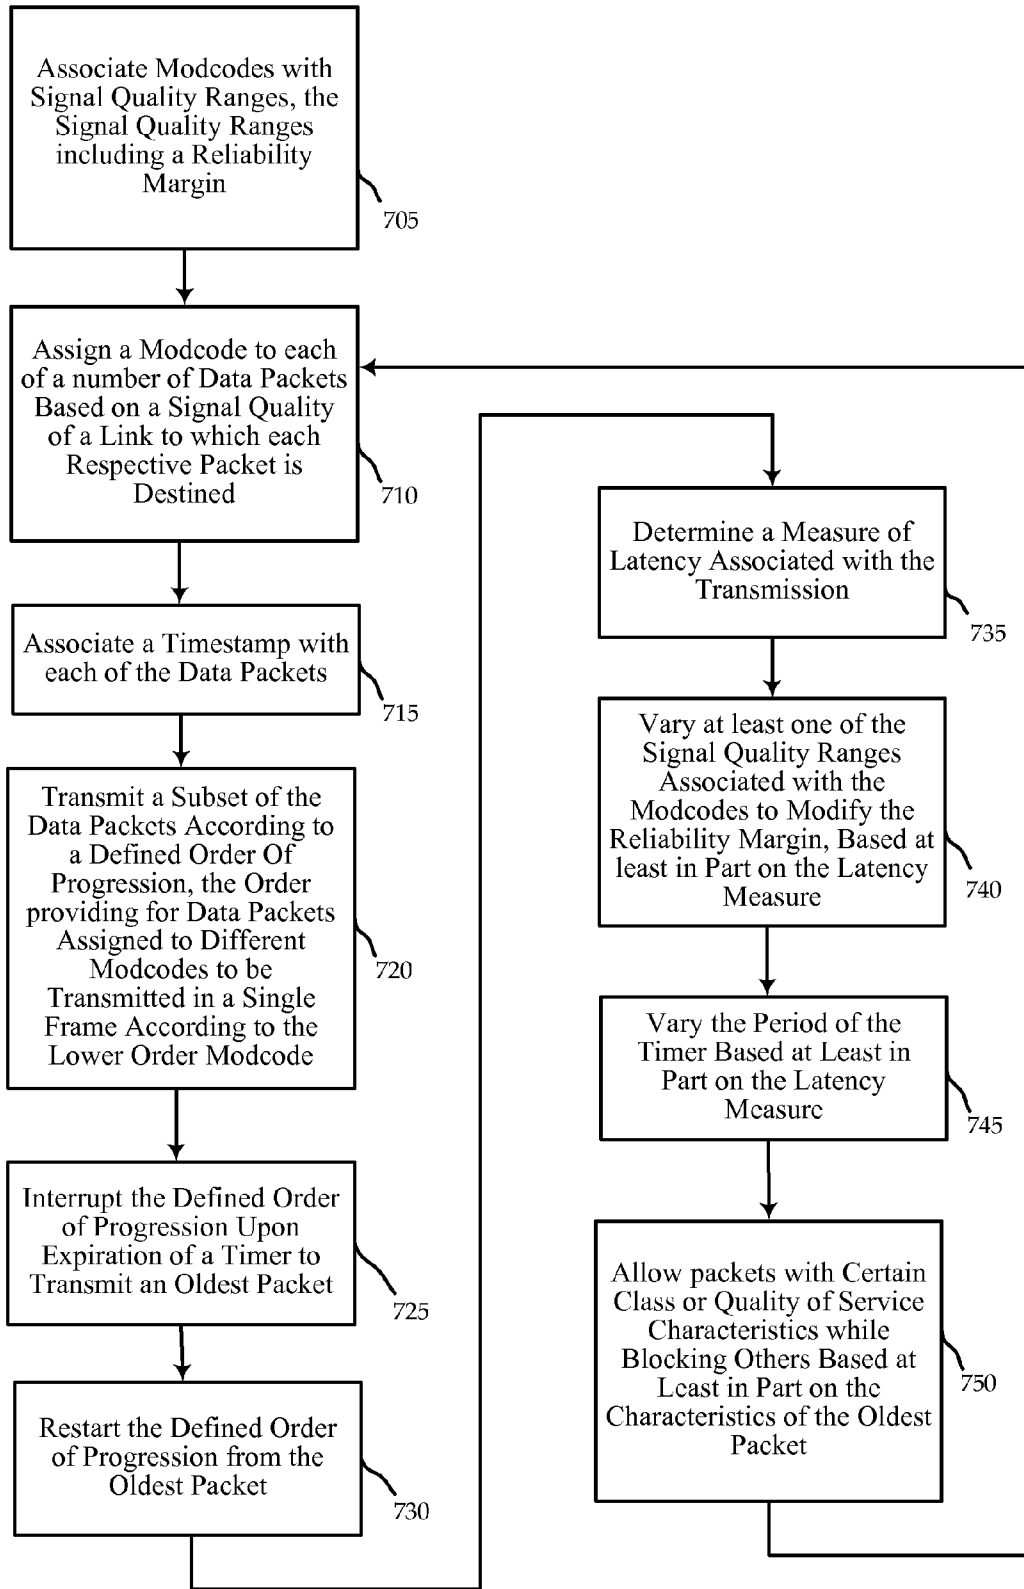 Associate Modcodes with
Signal Quality Ranges, the
Signal Quality Ranges
including a Reliability
Margin
705
Assign a Modcode to each
of a number of Data Packets
Based on a Signal Quality
of a Link to which each
Respective Packet is
Destined
710
Associate a Timestamp with
each of the Data Packets
715
Transmit a Subset of the
Data Packets According to
a Defined Order Of
Progression, the Order
providing for Data Packets
Assigned to Different
Modcodes to be
Transmitted in a Single
Frame According to the
Lower Order Modcode
720
Interrupt the Defined Order
of Progression Upon
Expiration of a Timer to
Transmit an Oldest Packet
725
Restart the Defined Order
of Progression from the
Oldest Packet
730
Determine a Measure of
Latency Associated with the
Transmission
735
Vary at least one of the
Signal Quality Ranges
Associated with the
Modcodes to Modify the
Reliability Margin, Based at
least in Part on the Latency
Measure
740
Vary the Period of the
Timer Based at Least in
Part on the Latency
Measure
745
Allow packets with Certain
Class or Quality of Service
Characteristics while
Blocking Others Based at
Least in Part on the
Characteristics of the Oldest
Packet
750